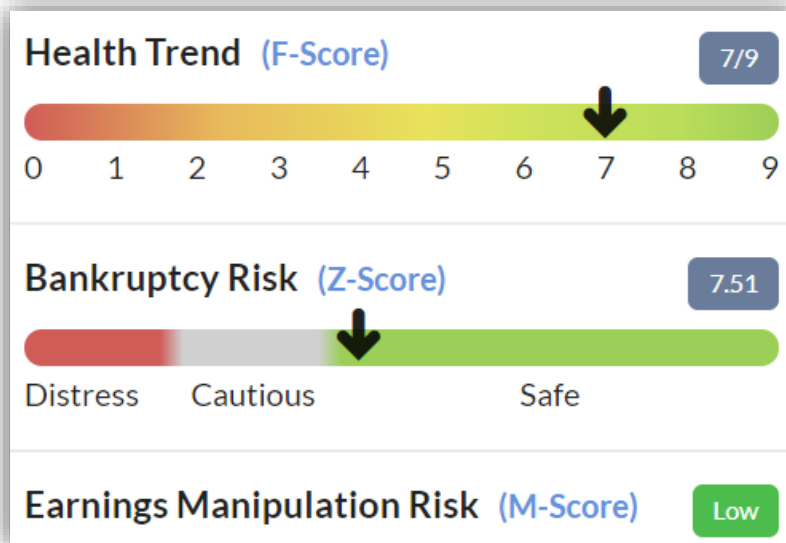 Health Trend (F-Score) 7/9
0 1 2 3 4 5 6 7 8 9
Bankruptcy Risk (Z-Score) 7.51
Distress Cautious Safe
Earnings Manipulation Risk (M-Score) Low